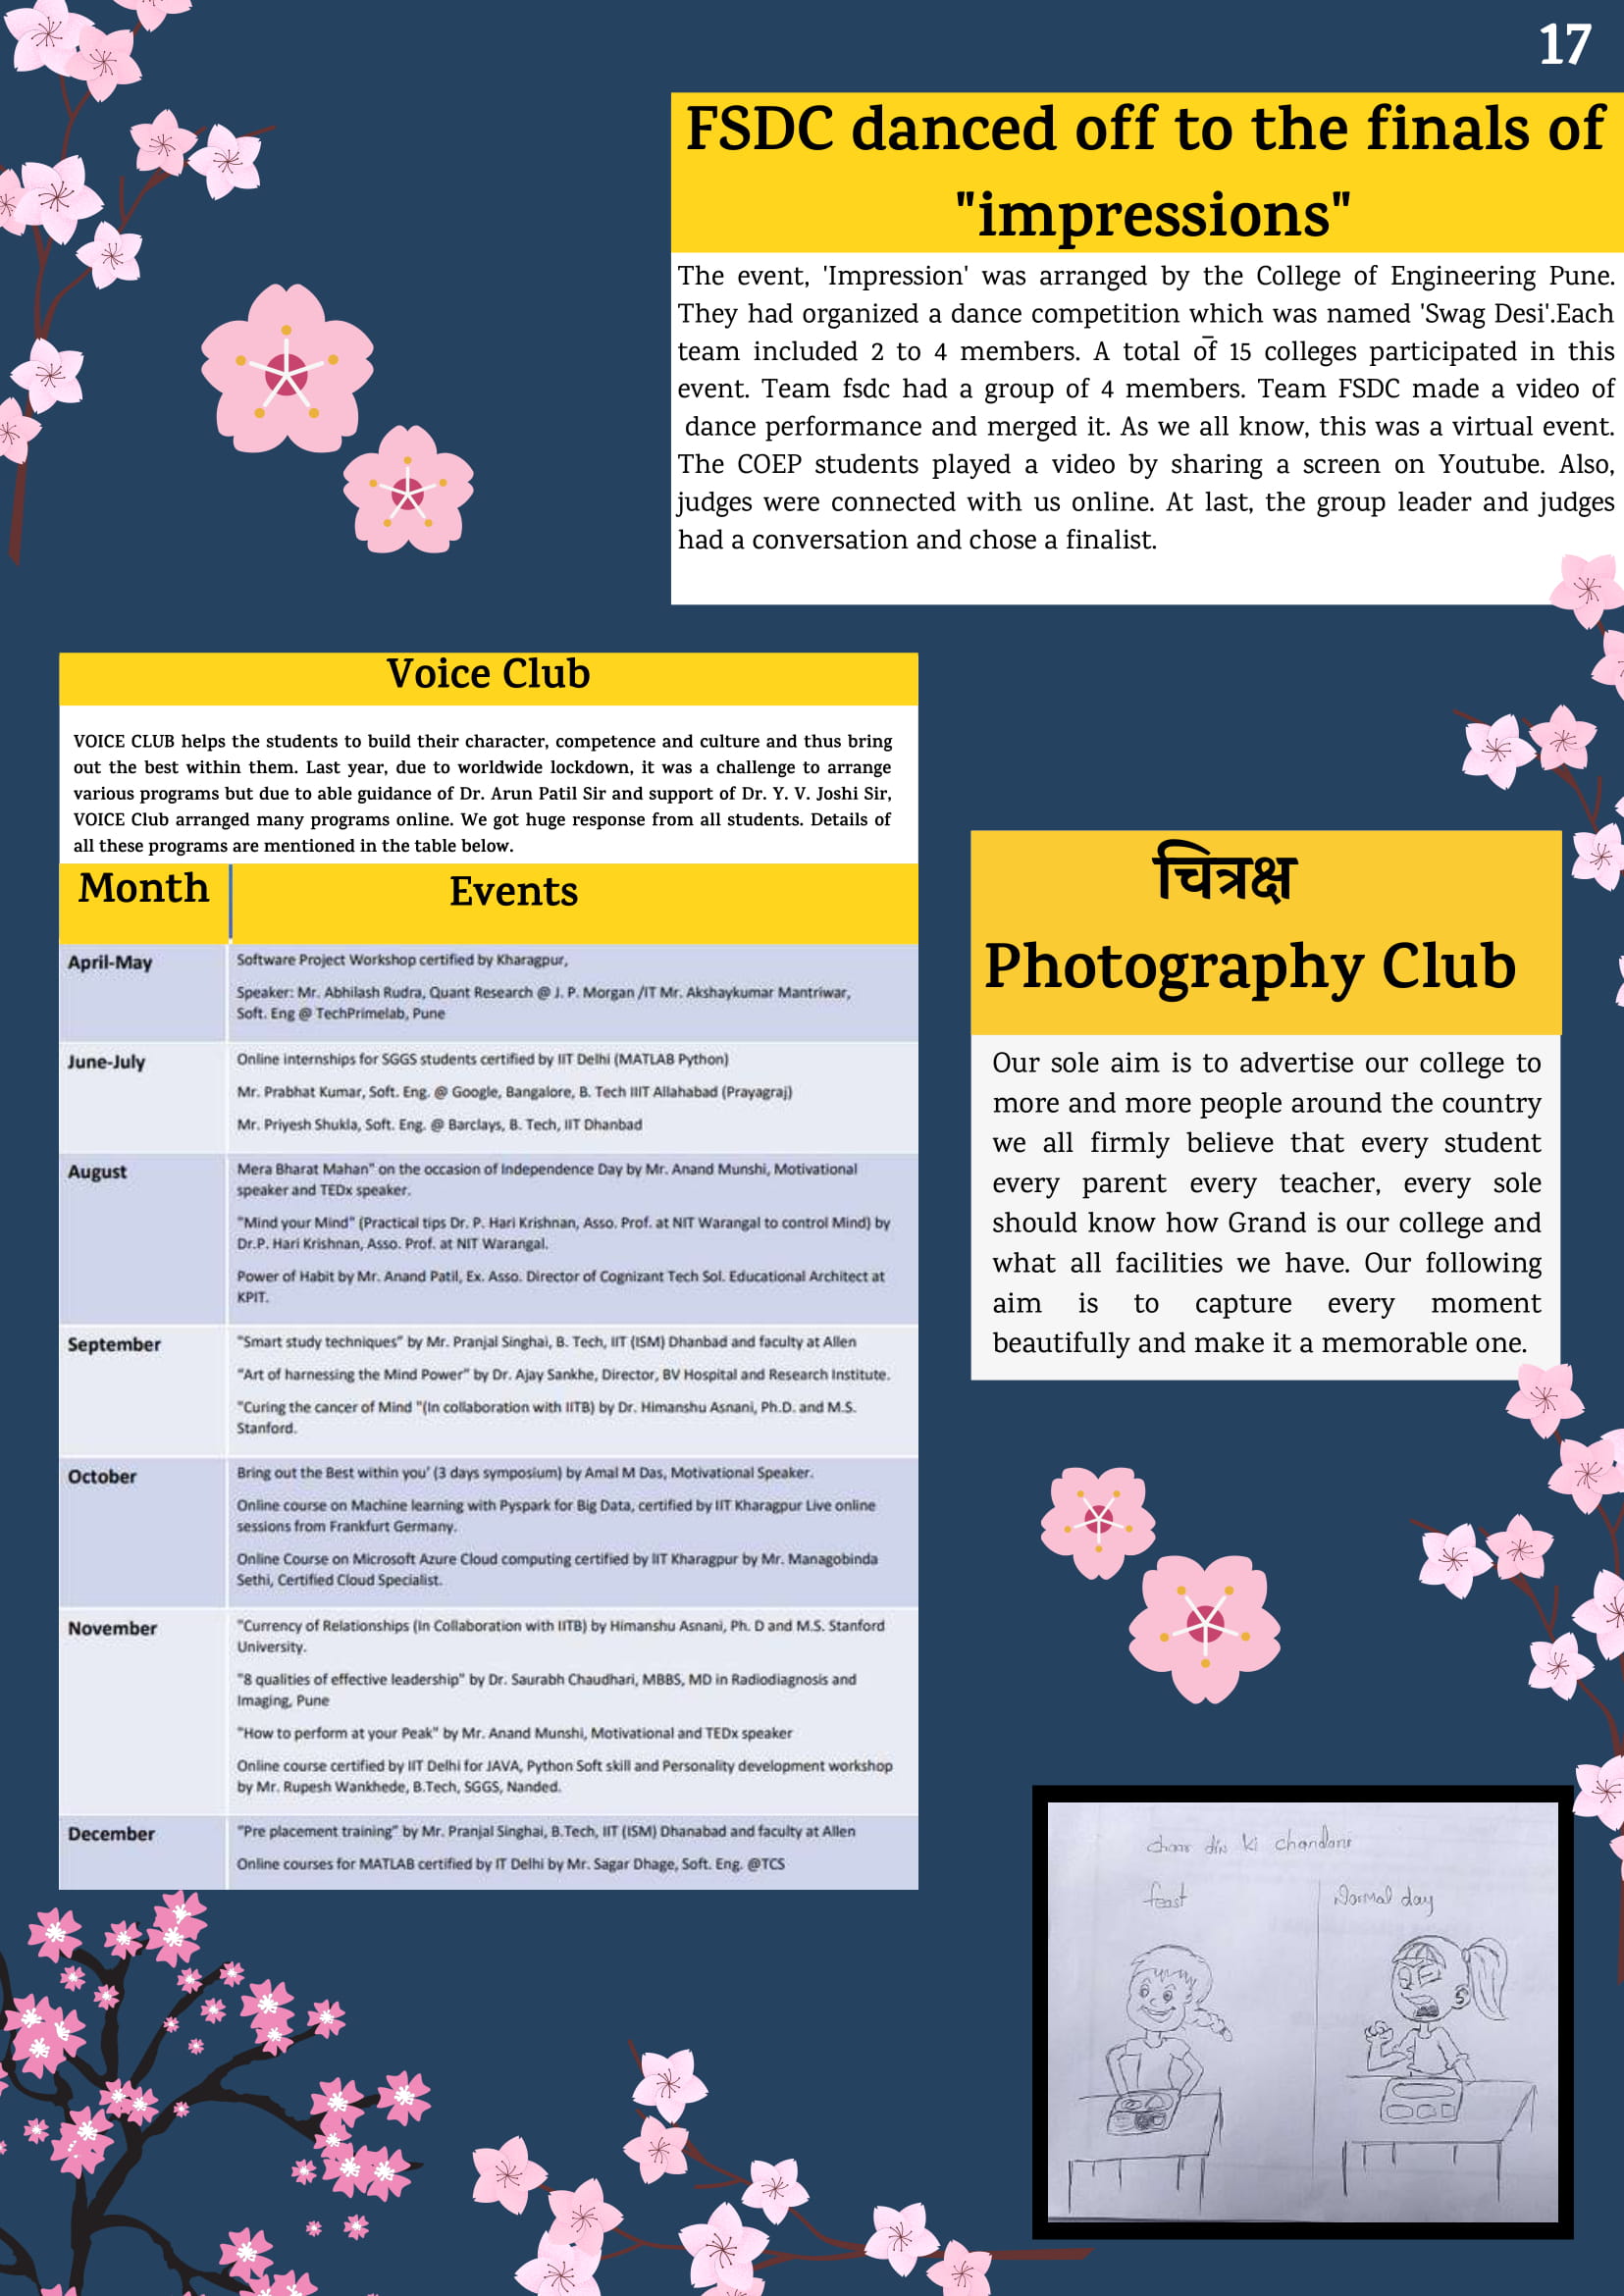 17
FSDC danced off to the finals of
"impressions"
The event, 'Impression' was arranged by the College of Engineering Pune.
They had organized a dance competition which was named 'Swag Desi'.Each
team included 2 to 4 members. A total of 15 colleges participated in this
event. Team fsdc had a group of 4 members. Team FSDC made a video of
dance performance and merged it. As we all know, this was a virtual event.
The COEP students played a video by sharing a screen on Youtube. Also,
judges were connected with us online. At last, the group leader and judges
had a conversation and chose a finalist.
Voice Club
VOICE CLUB helps the students to build their character, competence and culture and thus bring
out the best within them. Last year, due to worldwide lockdown, it was a challenge to arrange
various programs but due to able guidance of Dr. Arun Patil Sir and support of Dr. Y. V. Joshi Sir,
VOICE Club arranged many programs online. We got huge response from all students. Details of
all these programs are mentioned in the table below.
Month Events
April-May Software Project Workshop certified by Kharagpur,
Speaker: Mr. Abhilash Rudra, Quant Research @ J. P. Morgan /IT Mr. Akshaykumar Mantriwar,
Soft. Eng @ TechPrimelab, Pune
June-July Online internships for SGGS students certified by IIT Delhi (MATLAB Python)
Mr. Prabhat Kumar, Soft. Eng. @ Google, Bangalore, B. Tech IIIT Allahabad (Prayagraj)
Mr. Priyesh Shukla, Soft. Eng. @ Barclays, B. Tech, IIT Dhanbad
August Mera Bharat Mahan" on the occasion of Independence Day by Mr. Anand Munshi, Motivational
speaker and TEDx speaker.
"Mind your Mind" (Practical tips Dr. P. Hari Krishnan, Asso. Prof. at NIT Warangal to control Mind) by
Dr.P. Hari Krishnan, Asso. Prof. at NIT Warangal.
Power of Habit by Mr. Anand Patil, Ex. Asso. Director of Cognizant Tech Sol. Educational Architect at
KPIT.
September "Smart study techniques" by Mr. Pranjal Singhai, B. Tech, IIT (ISM) Dhanbad and faculty at Allen
"Art of harnessing the Mind Power" by Dr. Ajay Sankhe, Director, BV Hospital and Research Institute.
"Curing the cancer of Mind "(In collaboration with IITB) by Dr. Himanshu Asnani, Ph.D. and M.S.
Stanford.
October Bring out the Best within you' (3 days symposium) by Amal M Das, Motivational Speaker.
Online course on Machine learning with Pyspark for Big Data, certified by IIT Kharagpur Live online
sessions from Frankfurt Germany.
Online Course on Microsoft Azure Cloud computing certified by IIT Kharagpur by Mr. Managobinda
Sethi, Certified Cloud Specialist.
November "Currency of Relationships (In Collaboration with IITB) by Himanshu Asnani, Ph. D and M.S. Stanford
University.
"8 qualities of effective leadership" by Dr. Saurabh Chaudhari, MBBS, MD in Radiodiagnosis and
Imaging, Pune
"How to perform at your Peak" by Mr. Anand Munshi, Motivational and TEDx speaker
Online course certified by IIT Delhi for JAVA, Python Soft skill and Personality development workshop
by Mr. Rupesh Wankhede, B.Tech, SGGS, Nanded.
December "Pre placement training" by Mr. Pranjal Singhai, B.Tech, IIT (ISM) Dhanabad and faculty at Allen
Online courses for MATLAB certified by IT Delhi by Mr. Sagar Dhage, Soft. Eng. @TCS
चित्रक्ष
Photography Club
Our sole aim is to advertise our college to
more and more people around the country
we all firmly believe that every student
every parent every teacher, every sole
should know how Grand is our college and
what all facilities we have. Our following
aim is to capture every moment
beautifully and make it a memorable one.
chaar din ki chandani
feast Normal day